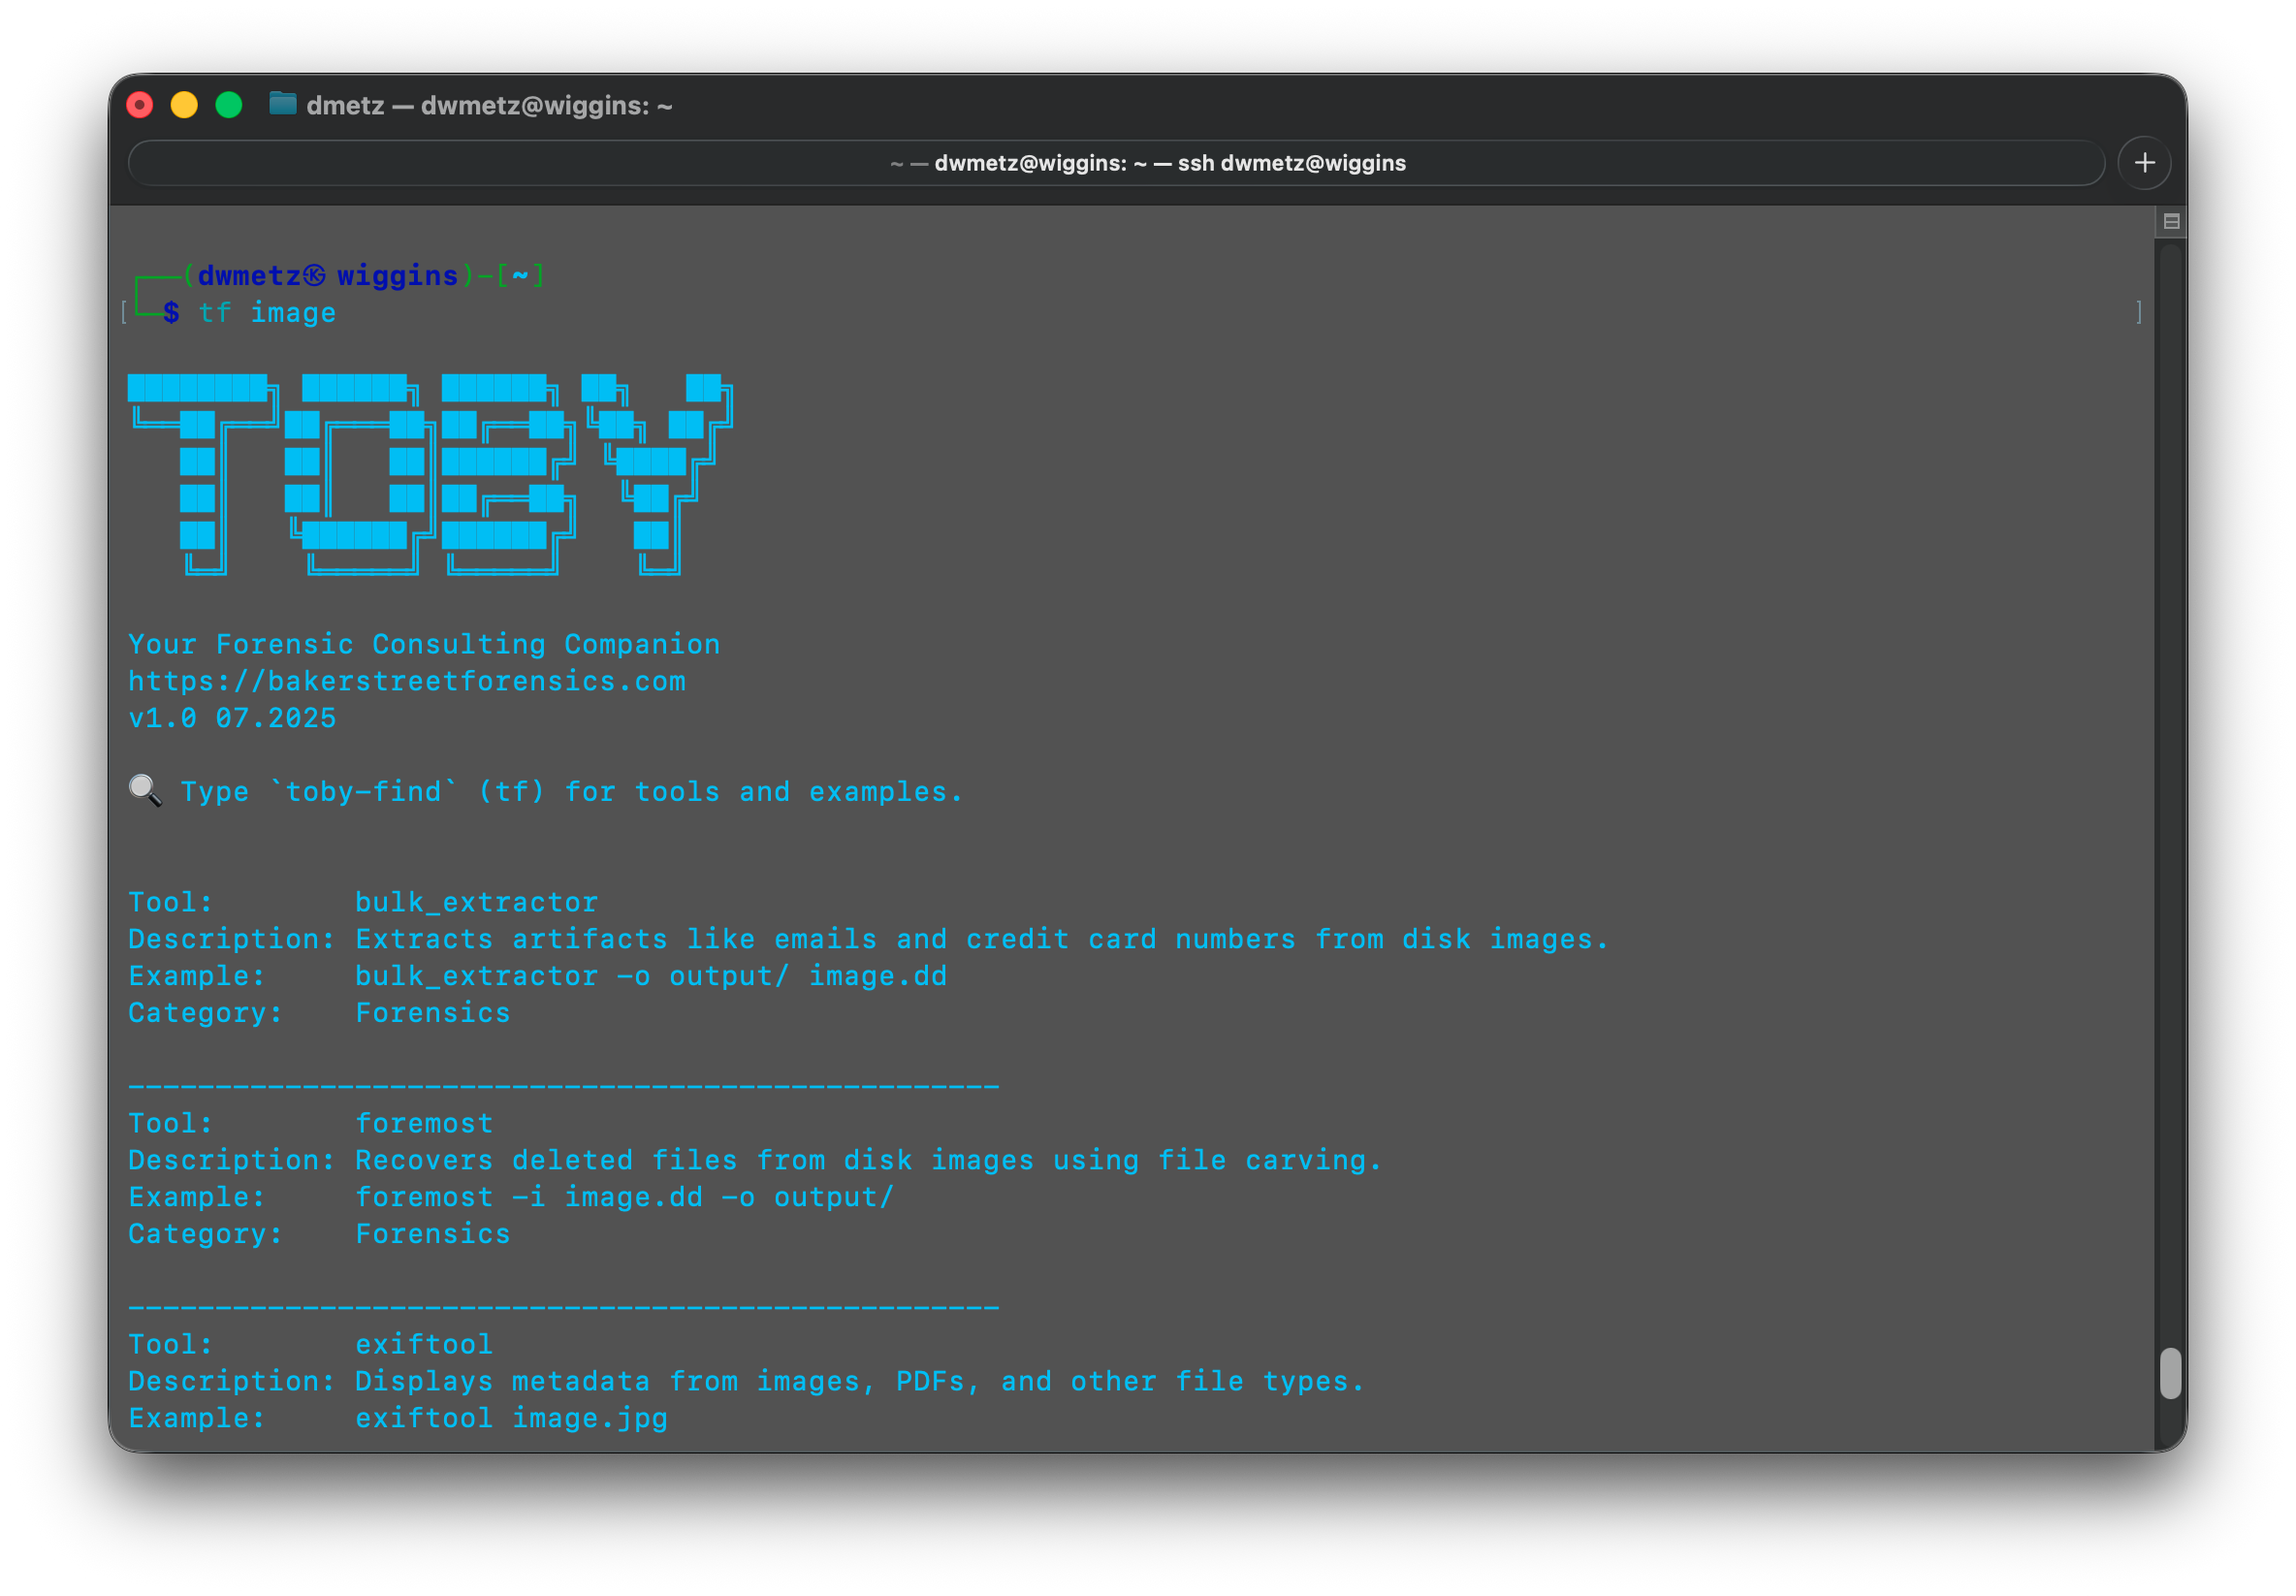 dmetz — dwmetz@wiggins: ~
~ — dwmetz@wiggins: ~ — ssh dwmetz@wiggins
┌──(dwmetz㉿wiggins)-[~]
[└─$ tf image ]
TOBY
Your Forensic Consulting Companion
https://bakerstreetforensics.com
v1.0 07.2025
🔍 Type `toby-find` (tf) for tools and examples.
Tool: bulk_extractor
Description: Extracts artifacts like emails and credit card numbers from disk images.
Example: bulk_extractor -o output/ image.dd
Category: Forensics
--------------------------------------------------
Tool: foremost
Description: Recovers deleted files from disk images using file carving.
Example: foremost -i image.dd -o output/
Category: Forensics
--------------------------------------------------
Tool: exiftool
Description: Displays metadata from images, PDFs, and other file types.
Example: exiftool image.jpg